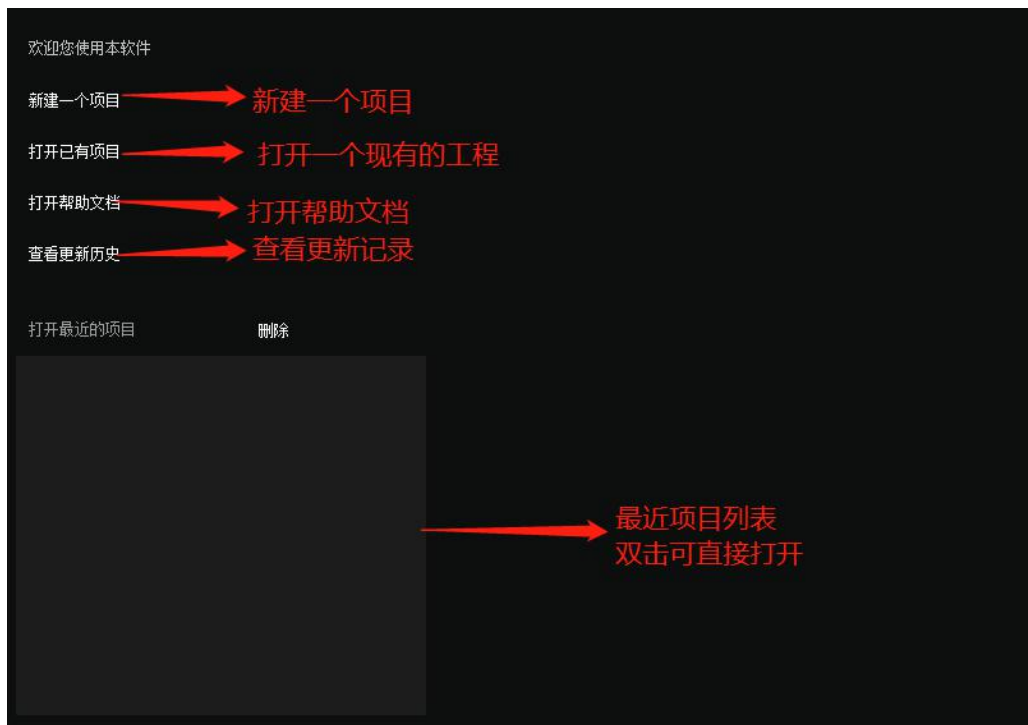 欢迎您使用本软件
新建一个项目
新建一个项目
打开已有项目
打开一个现有的工程
打开帮助文档
打开帮助文档
查看更新历史
查看更新记录
打开最近的项目
删除
最近项目列表
双击可直接打开